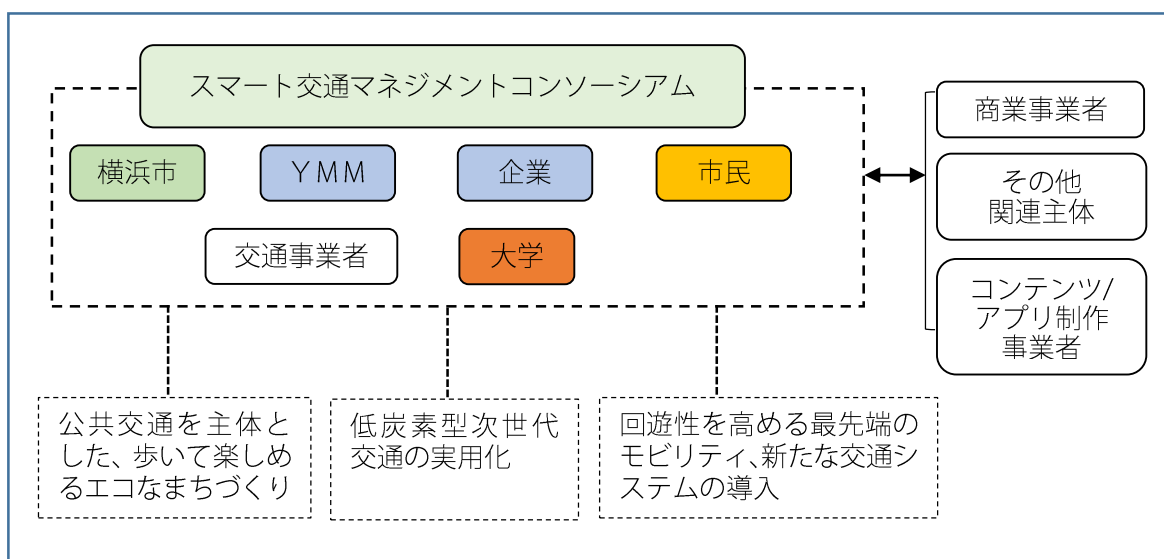 スマート交通マネジメントコンソーシアム
横浜市
ＹＭＭ
企業
市民
交通事業者
大学
商業事業者
その他
関連主体
コンテンツ/
アプリ制作
事業者
公共交通を主体と
した、歩いて楽しめ
るエコなまちづくり
低炭素型次世代
交通の実用化
回遊性を高める最先端の
モビリティ、新たな交通シ
ステムの導入